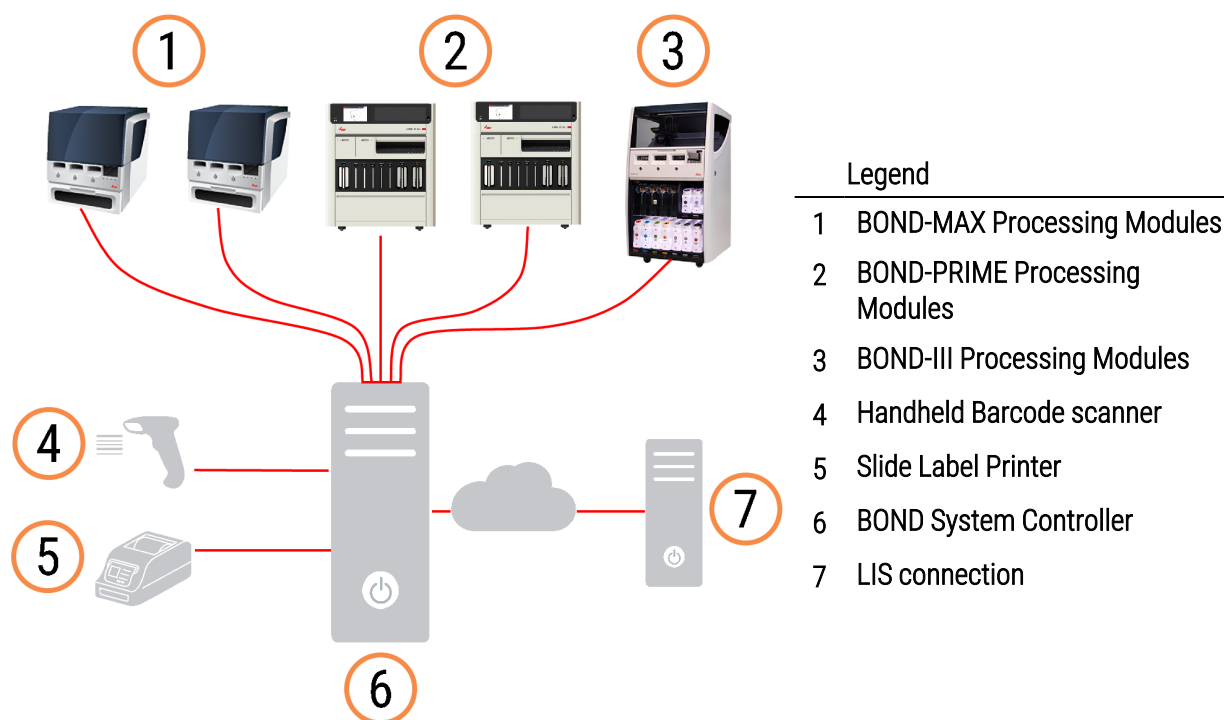 1
2
3
4
5
6
7
Legend
1 BOND-MAX Processing Modules
2 BOND-PRIME Processing
Modules
3 BOND-III Processing Modules
4 Handheld Barcode scanner
5 Slide Label Printer
6 BOND System Controller
7 LIS connection